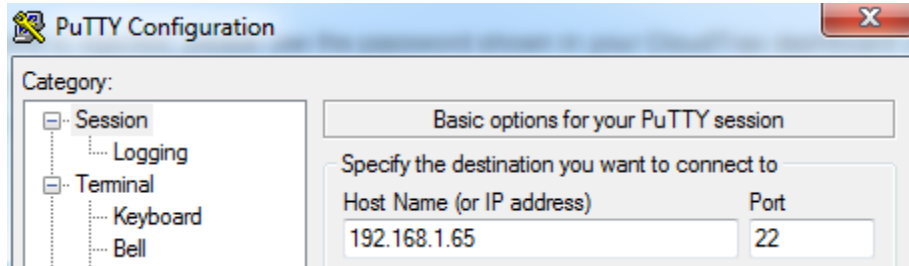 PuTTY Configuration
Category:
Session
Logging
Terminal
Keyboard
Bell
Basic options for your PuTTY session
Specify the destination you want to connect to
Host Name (or IP address) Port
192.168.1.65 22